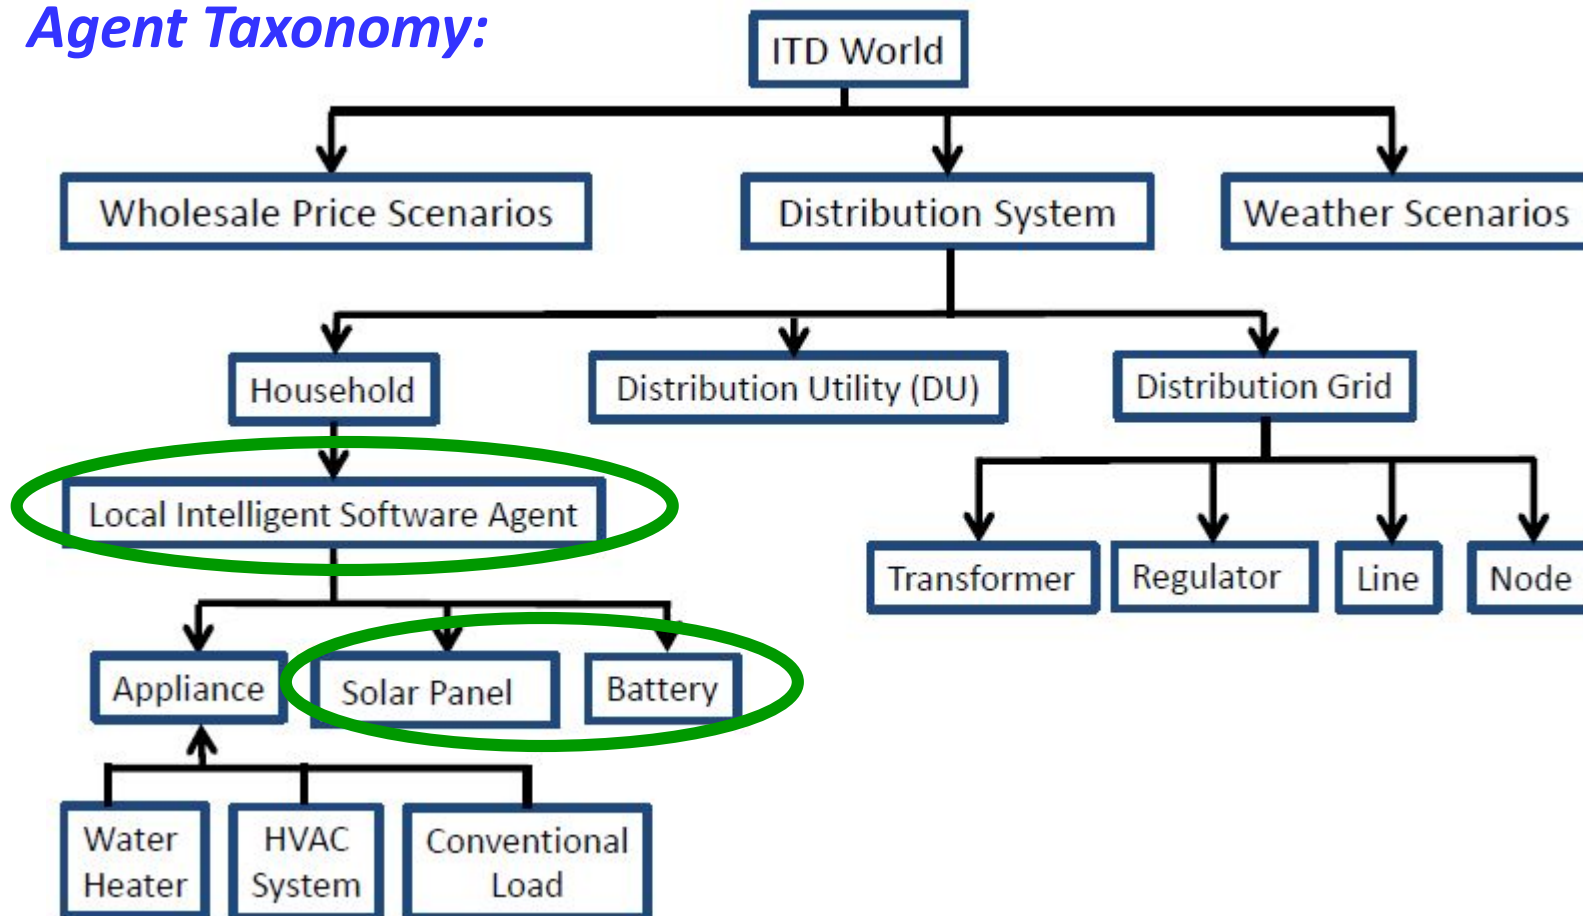 Agent Taxonomy:
ITD World
Wholesale Price Scenarios
Distribution System
Weather Scenarios
Household
Distribution Utility (DU)
Distribution Grid
Local Intelligent Software Agent
Transformer
Regulator
Line
Node
Appliance
Solar Panel
Battery
Water
Heater
HVAC
System
Conventional
Load